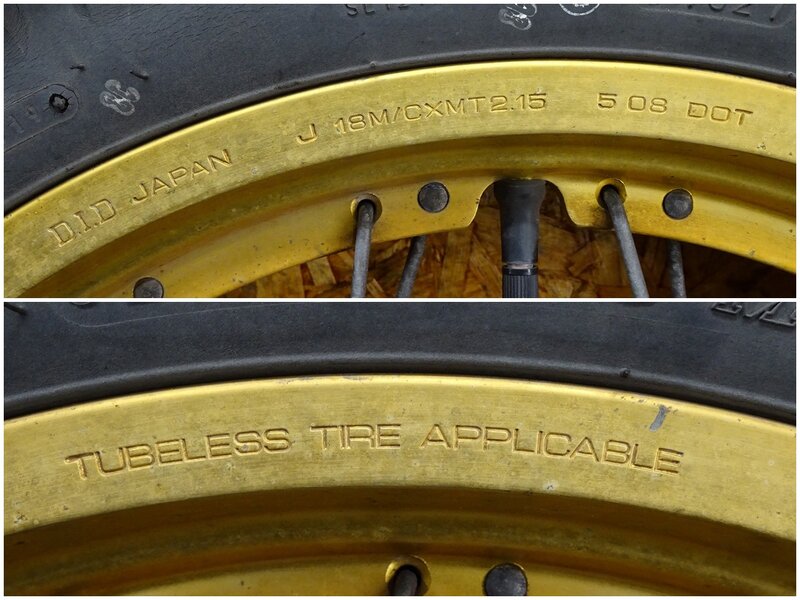 D.I.D JAPAN J 18M/CXMT2.15 5 08 DOT
TUBELESS TIRE APPLICABLE